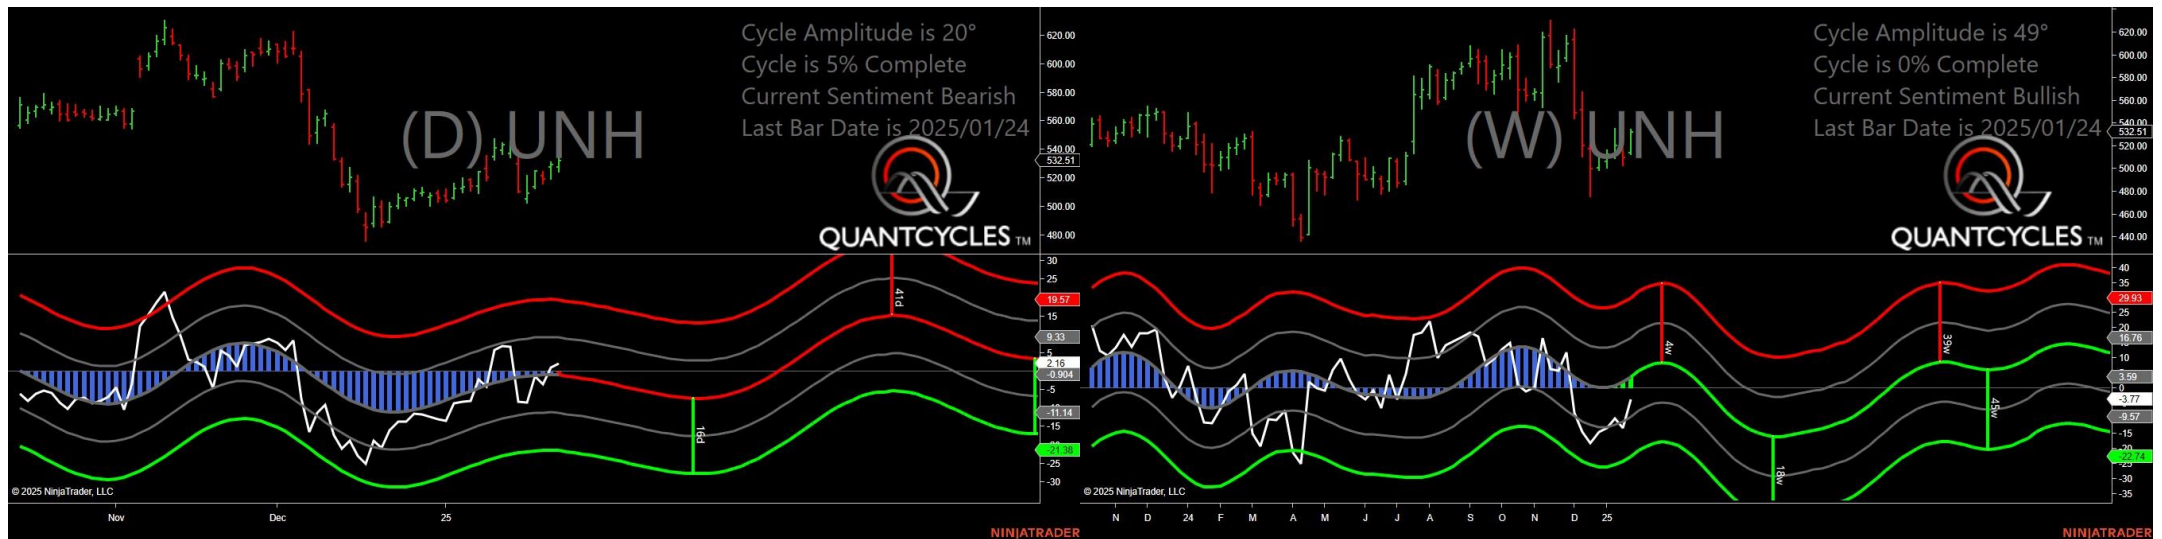 Cycle Amplitude is 20°
Cycle is 5% Complete
Current Sentiment Bearish
Last Bar Date is 2025/01/24
(D) UNH
QUANTCYCLES TM
620.00
600.00
580.00
560.00
540.00
532.51
520.00
500.00
480.00
30
25
19.57
15
9.33
5
2.16
-0.904
-5
-11.14
-15
-21.38
-25
-30
41d
16d
© 2025 NinjaTrader, LLC
Nov
Dec
25
NINJATRADER
Cycle Amplitude is 49°
Cycle is 0% Complete
Current Sentiment Bullish
Last Bar Date is 2025/01/24
(W) UNH
QUANTCYCLES TM
620.00
600.00
580.00
560.00
540.00
532.51
520.00
500.00
480.00
460.00
440.00
40
35
29.93
25
20
16.76
10
3.59
0
-3.77
-9.57
-15
-20
-22.74
-25
-30
-35
4w
18w
39w
45w
© 2025 NinjaTrader, LLC
N D 24 F M A M J J A S O N D 25
NINJATRADER